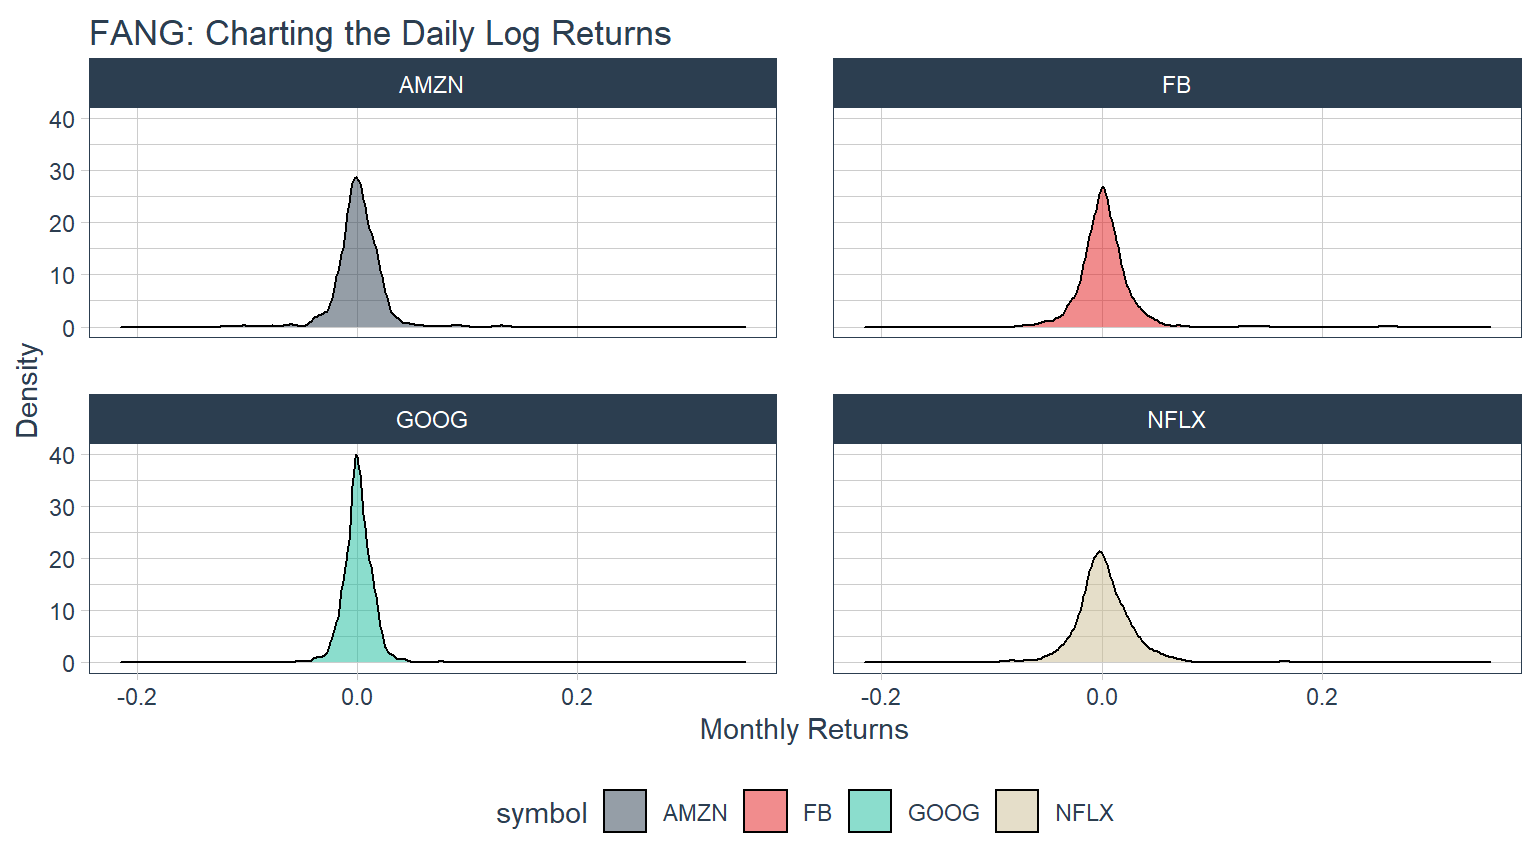 FANG: Charting the Daily Log Returns
AMZN
FB
40
30
20
10
0
Density
GOOG
NFLX
40
30
20
10
0
-0.2 0.0 0.2
-0.2 0.0 0.2
Monthly Returns
symbol AMZN FB GOOG NFLX